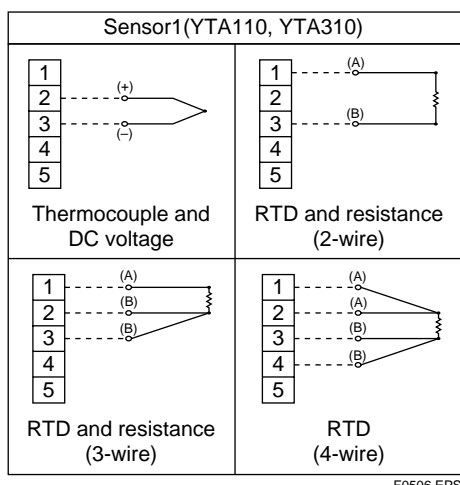 Sensor1(YTA110, YTA310)
1
2
3
4
5
(+)
(–)
Thermocouple and
DC voltage
1
2
3
4
5
(A)
(B)
RTD and resistance
(2-wire)
1
2
3
4
5
(A)
(B)
(B)
RTD and resistance
(3-wire)
1
2
3
4
5
(A)
(A)
(B)
(B)
RTD
(4-wire)
F0506.EPS